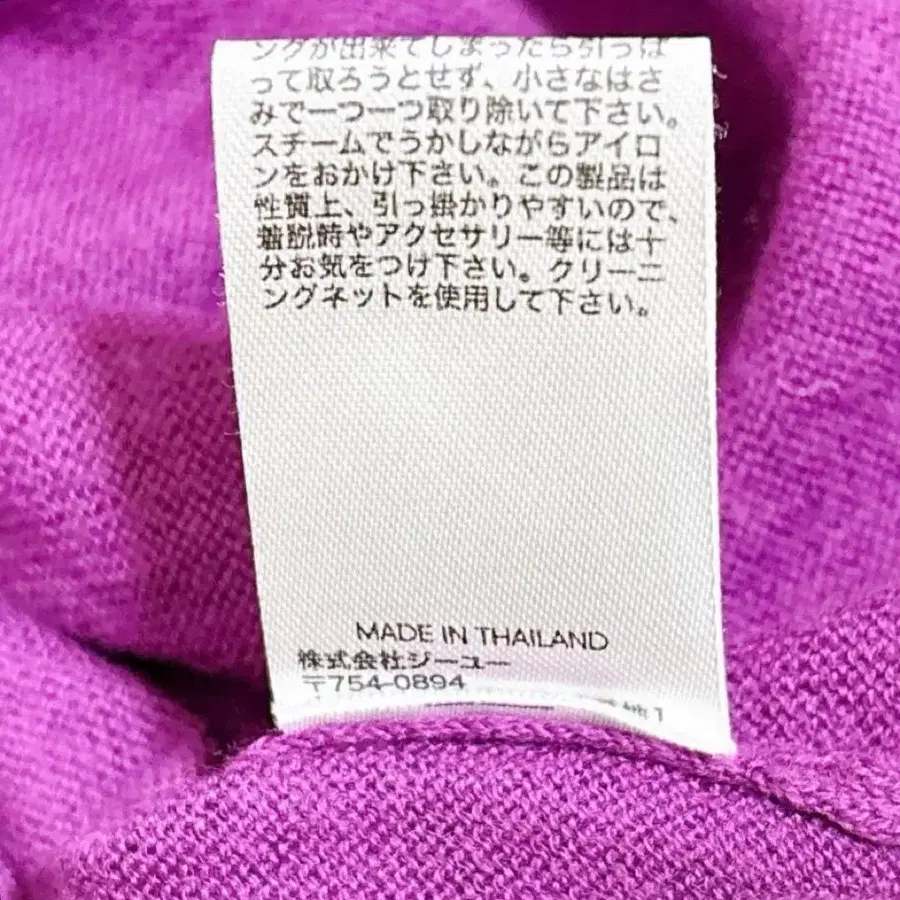 ングが出来てしまったら引っぱ
って取ろうとせず、小さなはさ
みで一つ一つ取り除いて下さい。
スチームでうかしながらアイロ
ンをおかけ下さい。この製品は
性質上、引っ掛かりやすいので、
着脱時やアクセサリー等には十
分お気をつけ下さい。クリーニ
ングネットを使用して下さい。
MADE IN THAILAND
株式会社ジーユー
〒754-0894